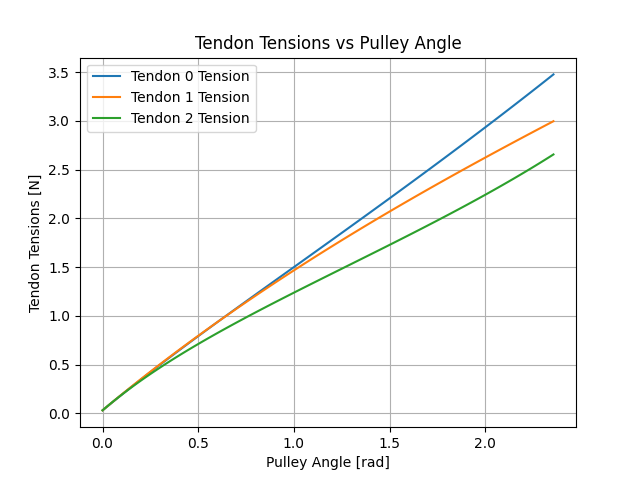 Tendon Tensions vs Pulley Angle
Tendon 0 Tension
Tendon 1 Tension
Tendon 2 Tension
Tendon Tensions [N]
3.5
3.0
2.5
2.0
1.5
1.0
0.5
0.0
0.0 0.5 1.0 1.5 2.0
Pulley Angle [rad]